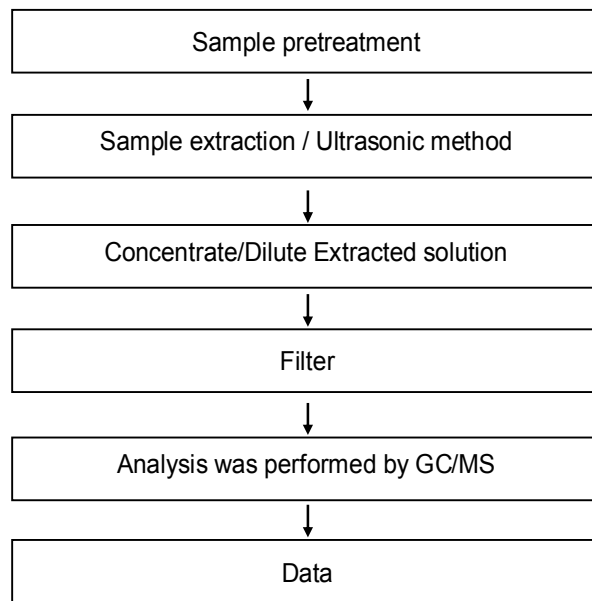 Sample pretreatment
Sample extraction / Ultrasonic method
Concentrate/Dilute Extracted solution
Filter
Analysis was performed by GC/MS
Data